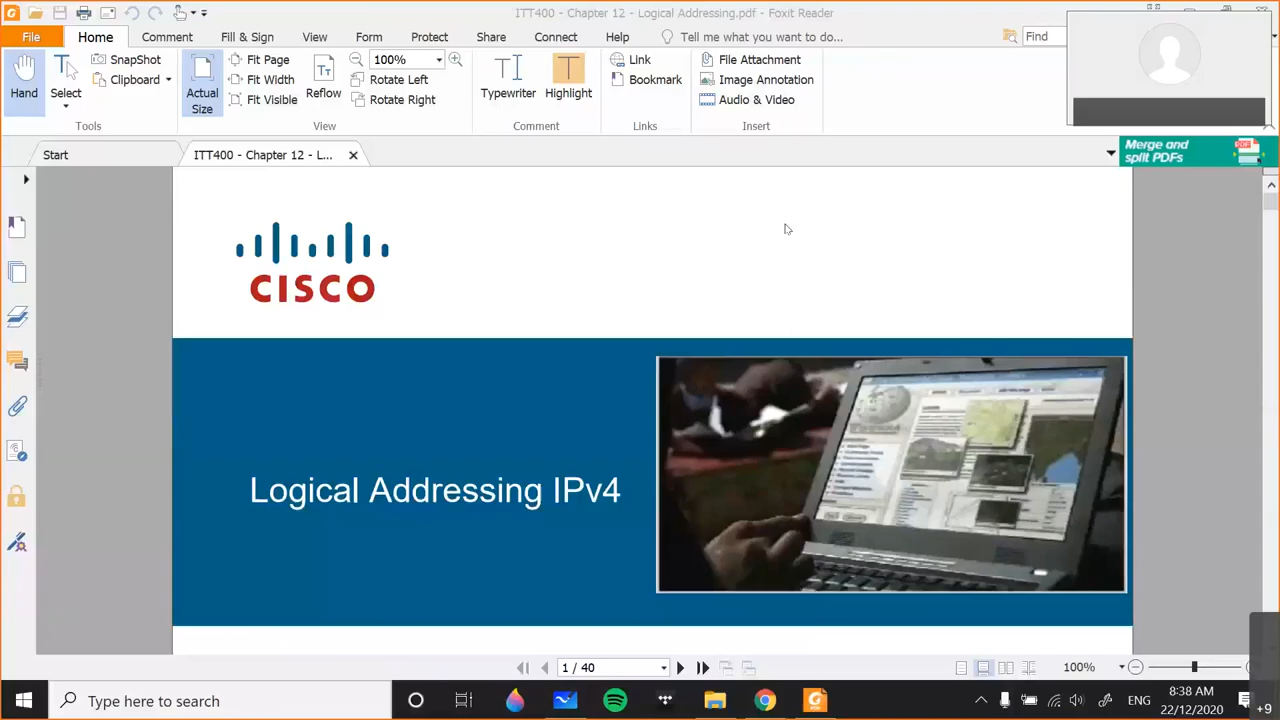 ITT400 - Chapter 12 - Logical Addressing.pdf - Foxit Reader
File Home Comment Fill & Sign View Form Protect Share Connect Help Tell me what you want to do... Find
Hand
Select
SnapShot
Clipboard
Tools
Actual
Size
Fit Page
Fit Width
Fit Visible
Reflow
100%
Rotate Left
Rotate Right
View
Typewriter
Highlight
Comment
Link
Bookmark
Links
File Attachment
Image Annotation
Audio & Video
Insert
Start
ITT400 - Chapter 12 - L...
Merge and
split PDFs
CISCO
Logical Addressing IPv4
1 / 40
100%
Type here to search
ENG
8:38 AM
22/12/2020
+9